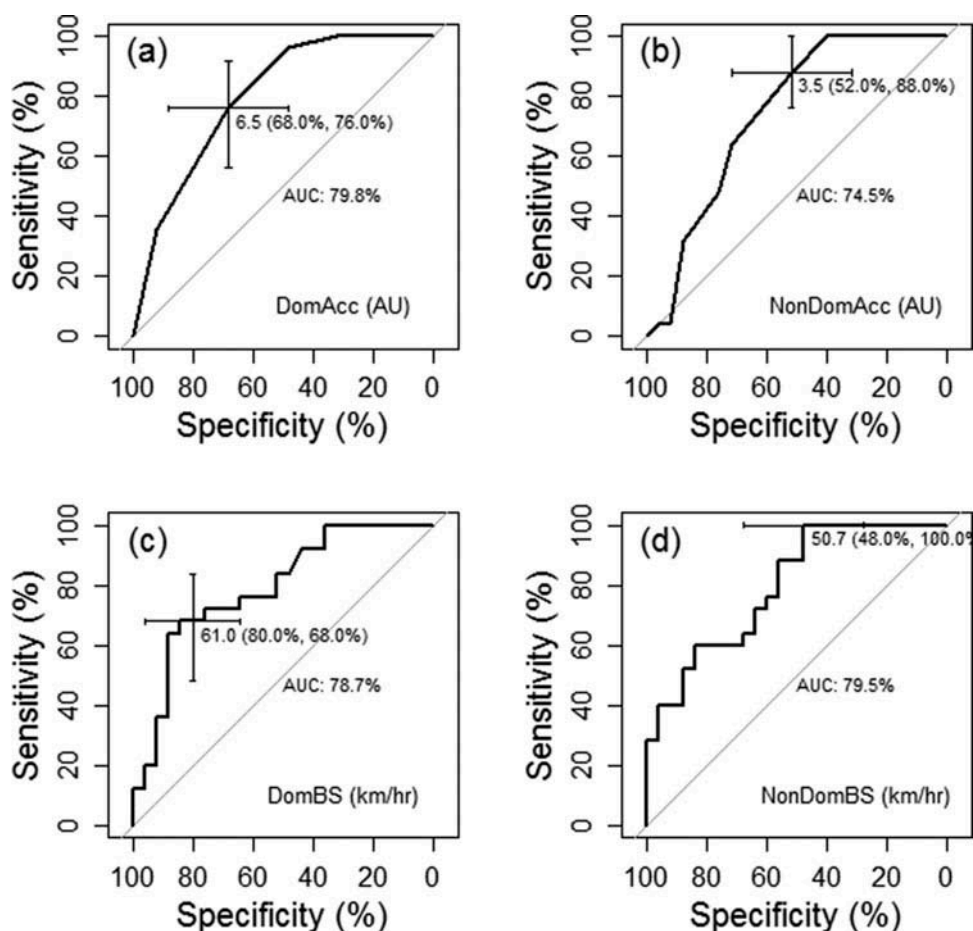 (a)
6.5 (68.0%, 76.0%)
AUC: 79.8%
DomAcc (AU)
Sensitivity (%)
0 20 40 60 80 100
100 80 60 40 20 0
Specificity (%)
(b)
3.5 (52.0%, 88.0%)
AUC: 74.5%
NonDomAcc (AU)
Sensitivity (%)
0 20 40 60 80 100
100 80 60 40 20 0
Specificity (%)
(c)
61.0 (80.0%, 68.0%)
AUC: 78.7%
DomBS (km/hr)
Sensitivity (%)
0 20 40 60 80 100
100 80 60 40 20 0
Specificity (%)
(d)
50.7 (48.0%, 100.0%
AUC: 79.5%
NonDomBS (km/hr)
Sensitivity (%)
0 20 40 60 80 100
100 80 60 40 20 0
Specificity (%)